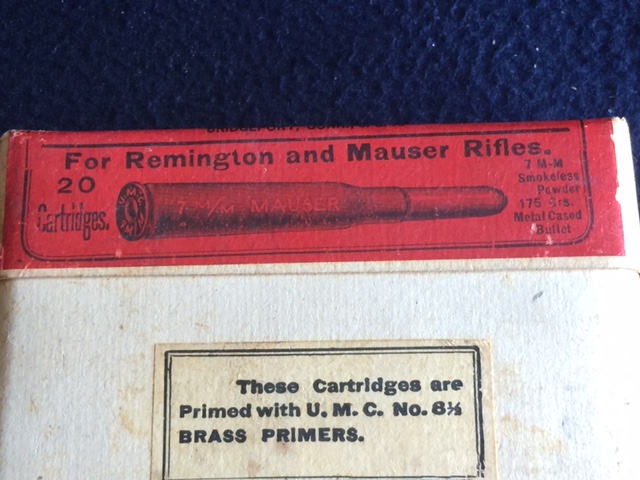 For Remington and Mauser Rifles.
20
Cartridges.
U.M.C.
7 M/M MAUSER
7 M-M
Smokeless
Powder
175 Grs.
Metal Cased
Bullet
These Cartridges are
Primed with U. M. C. No. 8½
BRASS PRIMERS.